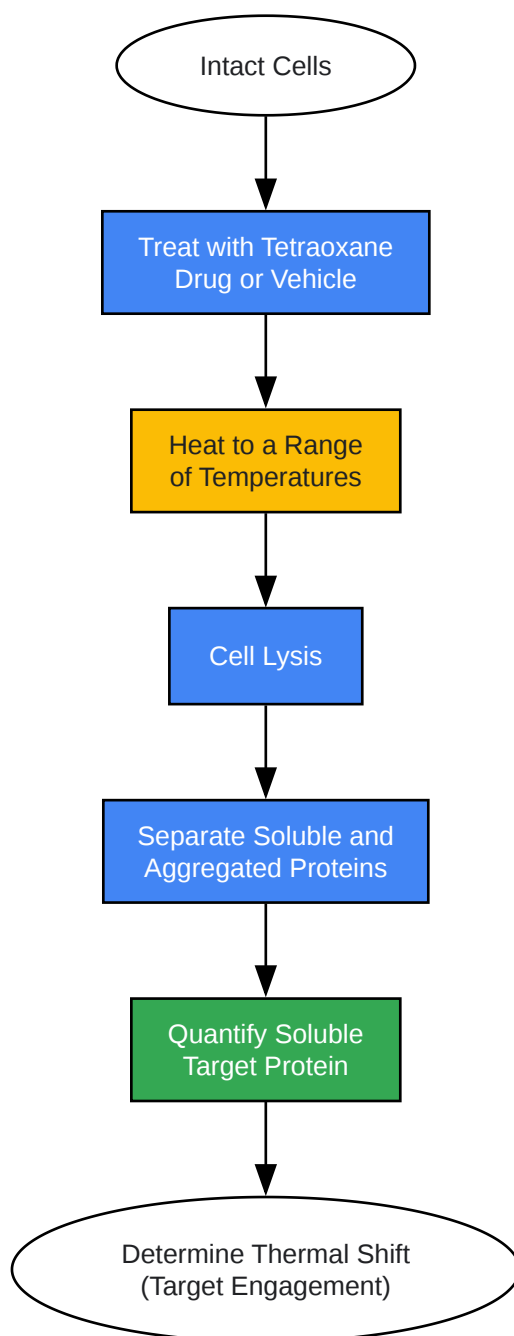 Intact Cells
Treat with Tetraoxane
Drug or Vehicle
Heat to a Range
of Temperatures
Cell Lysis
Separate Soluble and
Aggregated Proteins
Quantify Soluble
Target Protein
Determine Thermal Shift
(Target Engagement)